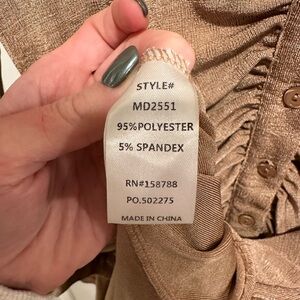 STYLE#
MD2551
95%POLYESTER
5% SPANDEX
RN#158788
PO.502275
MADE IN CHINA